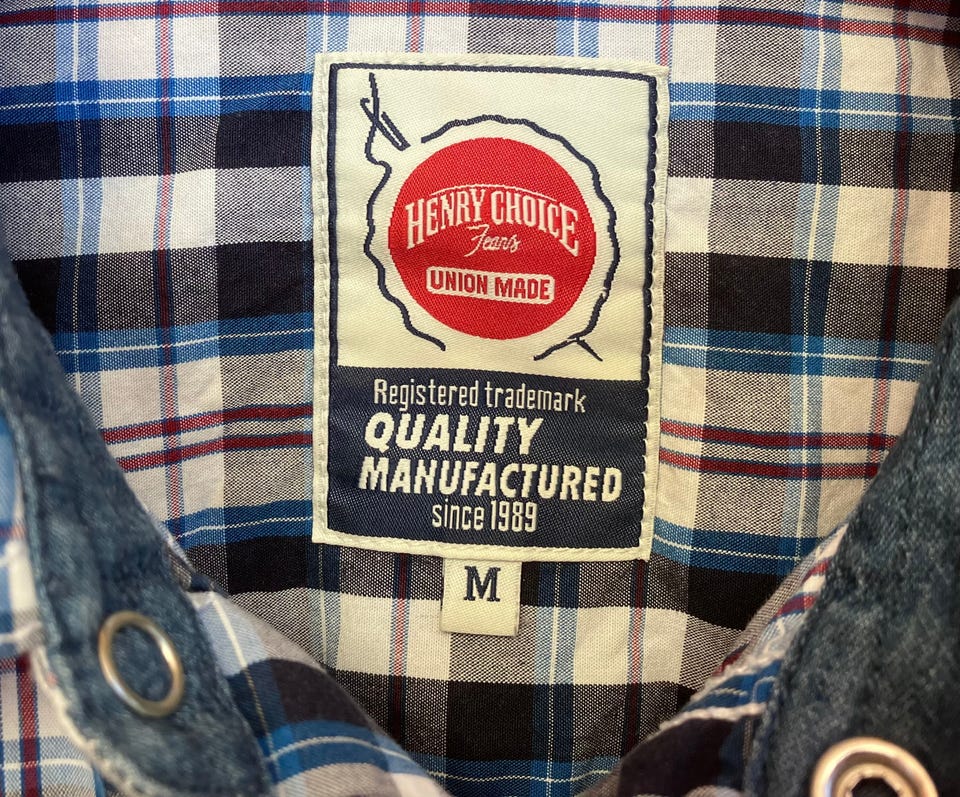 HENRY CHOICE
Jeans
UNION MADE
Registered trademark
QUALITY
MANUFACTURED
since 1989
M